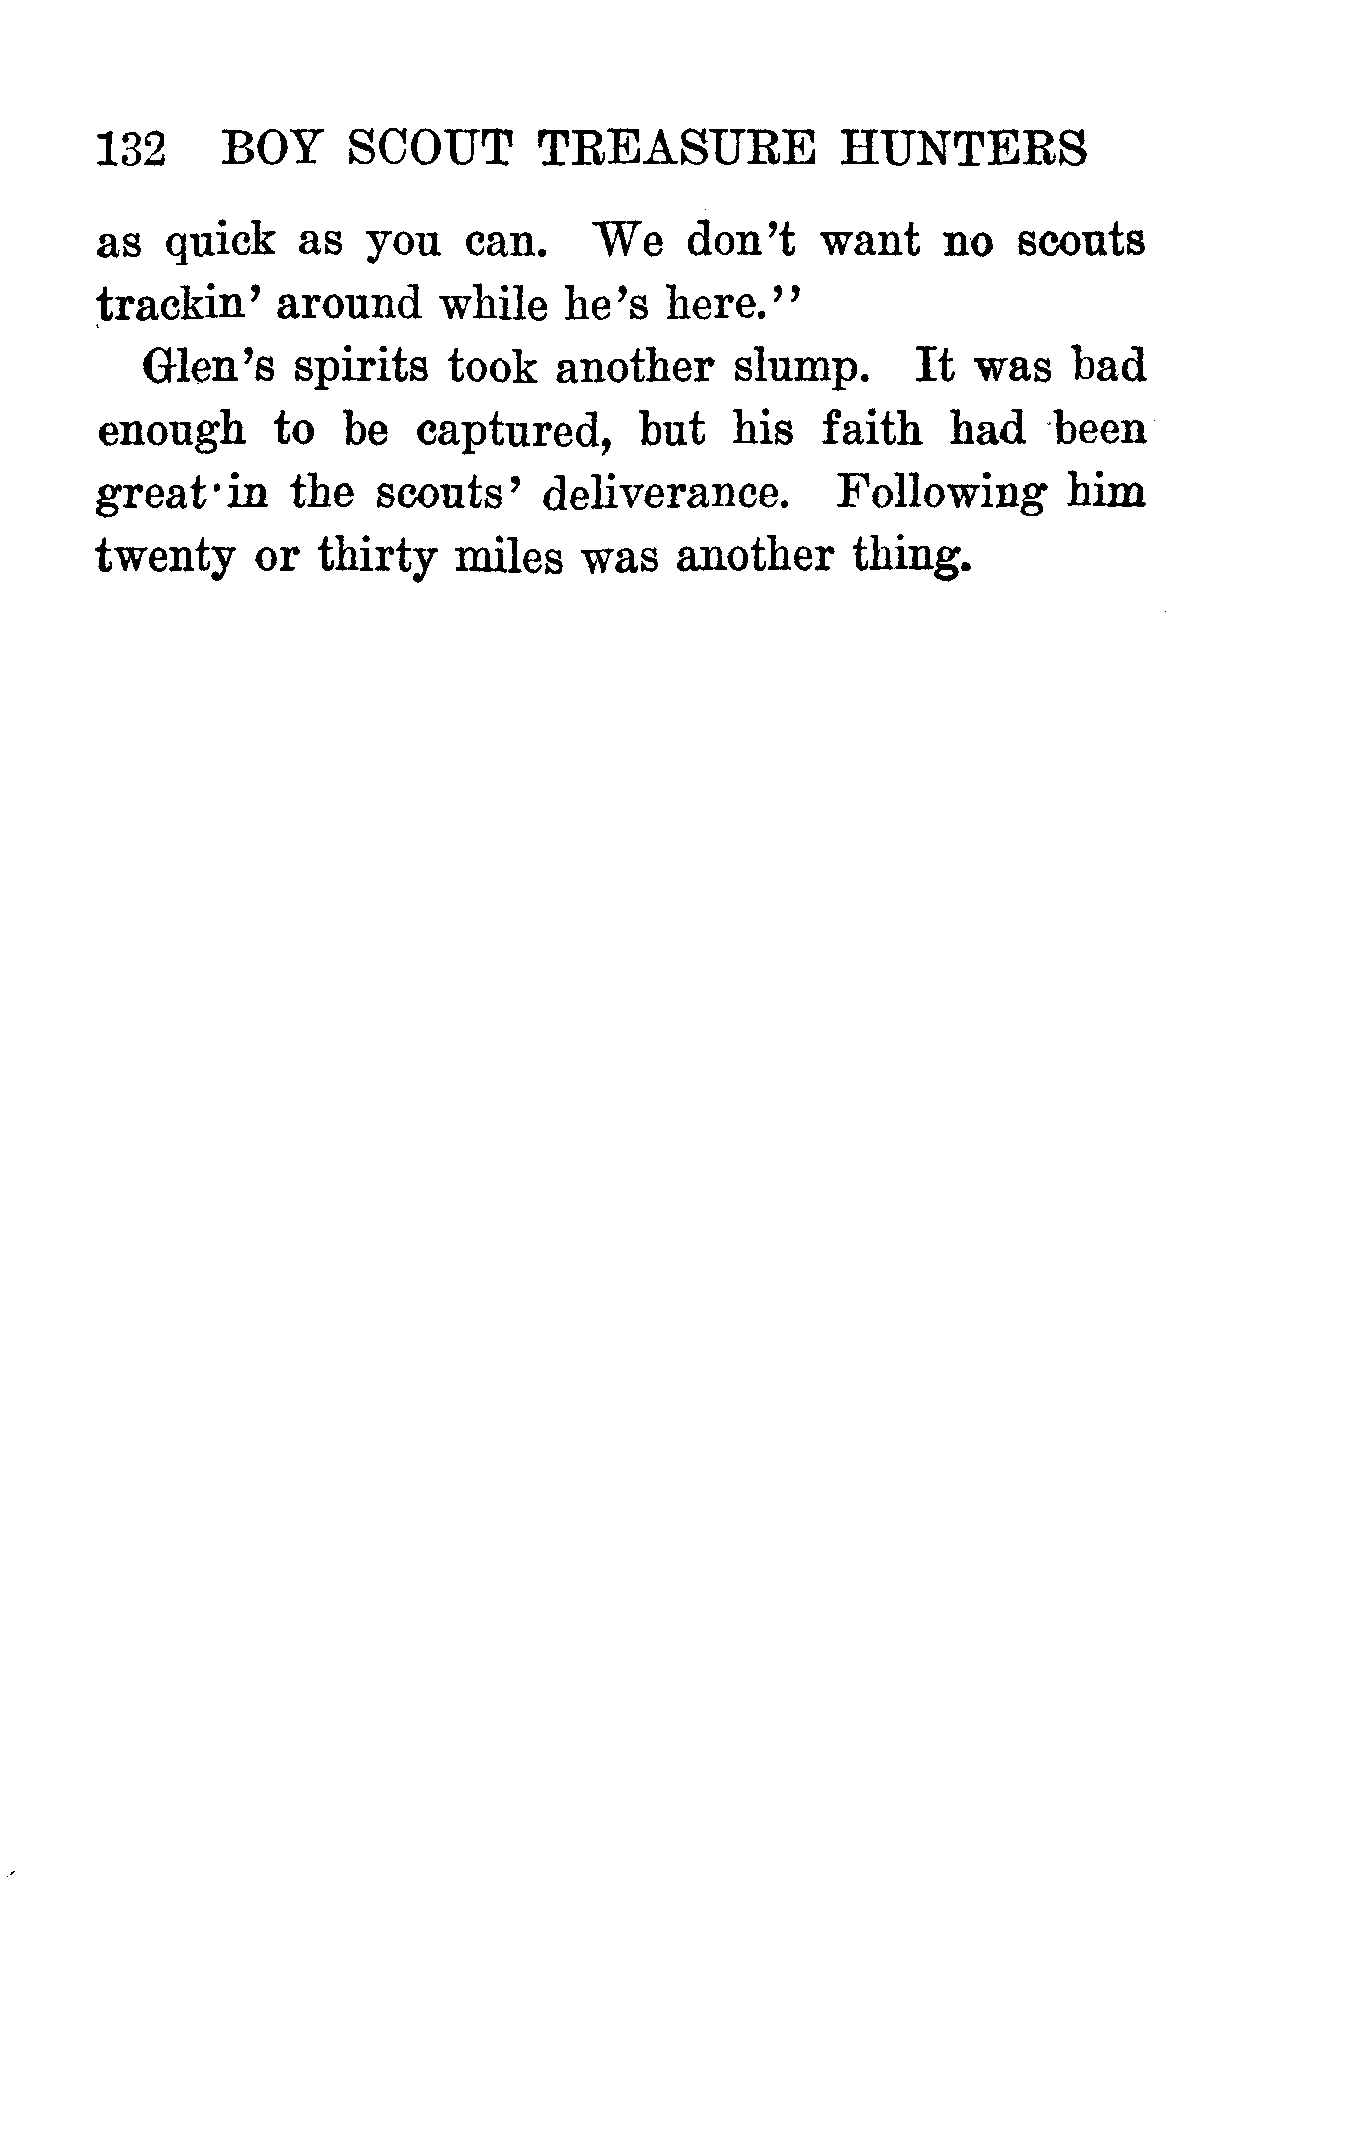 132 BOY SCOUT TREASURE HUNTERS
as quick as you can. We don't want no scouts
trackin' around while he's here.''
Glen's spirits took another slump. It was bad
enough to be captured, but his faith had been
great in the scouts' deliverance. Following him
twenty or thirty miles was another thing.